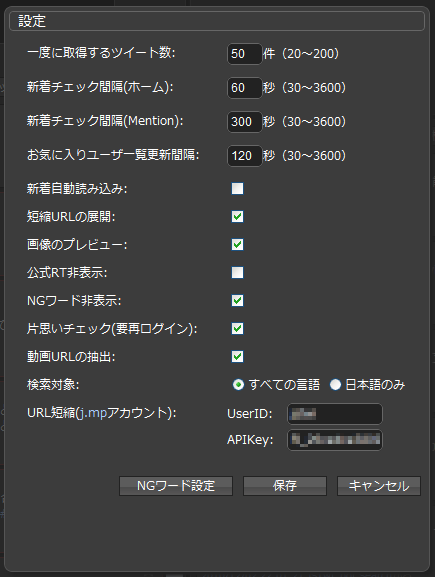 設定
一度に取得するツイート数: 50 件（20～200）
新着チェック間隔(ホーム): 60 秒（30～3600）
新着チェック間隔(Mention): 300 秒（30～3600）
お気に入りユーザ一覧更新間隔: 120 秒（30～3600）
新着自動読み込み:
短縮URLの展開:
画像のプレビュー:
公式RT非表示:
NGワード非表示:
片思いチェック(要再ログイン):
動画URLの抽出:
検索対象: すべての言語 日本語のみ
URL短縮(j.mpアカウント): UserID:
APIKey:
NGワード設定 保存 キャンセル